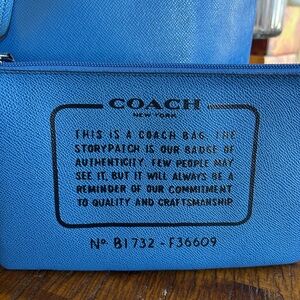 COACH
NEW YORK
THIS IS A COACH BAG. THE
STORYPATCH IS OUR BADGE OF
AUTHENTICITY. FEW PEOPLE MAY
SEE IT, BUT IT WILL ALWAYS BE A
REMINDER OF OUR COMMITMENT
TO QUALITY AND CRAFTSMANSHIP.
Nº B1732 - F36609